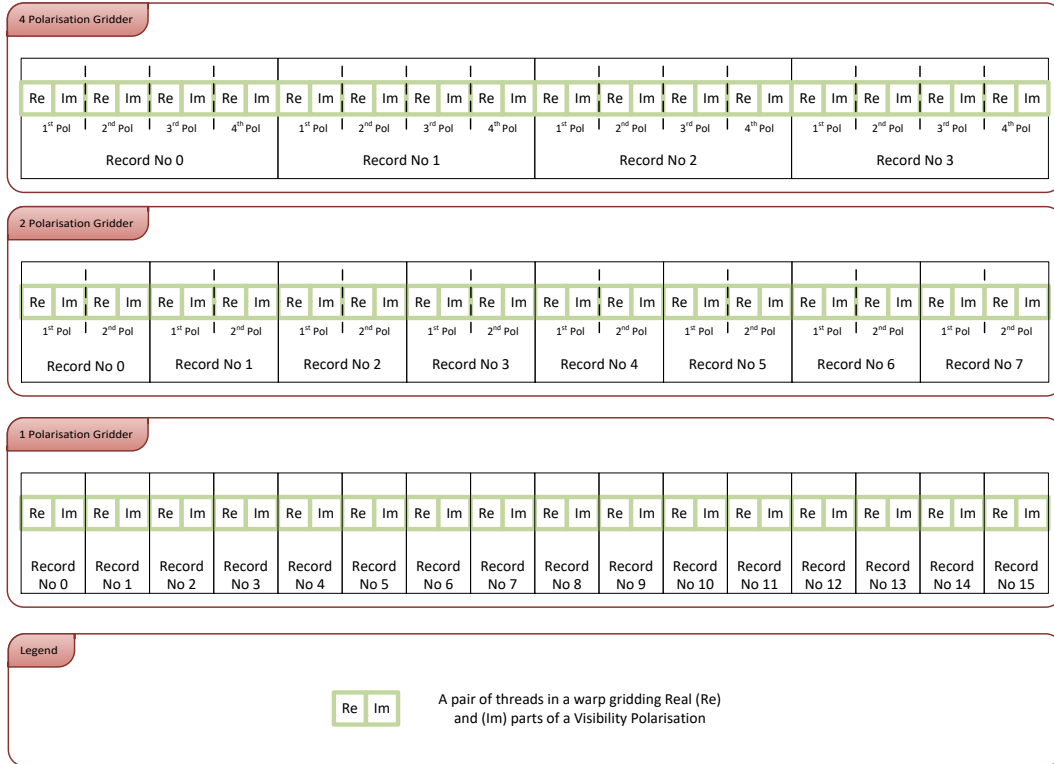 4 Polarisation Gridder
Re Im Re Im Re Im Re Im Re Im Re Im Re Im Re Im Re Im Re Im Re Im Re Im Re Im Re Im Re Im Re Im
1st Pol 2nd Pol 3rd Pol 4th Pol 1st Pol 2nd Pol 3rd Pol 4th Pol 1st Pol 2nd Pol 3rd Pol 4th Pol 1st Pol 2nd Pol 3rd Pol 4th Pol
Record No 0 Record No 1 Record No 2 Record No 3
2 Polarisation Gridder
Re Im Re Im Re Im Re Im Re Im Re Im Re Im Re Im Re Im Re Im Re Im Re Im Re Im Re Im Re Im Re Im
1st Pol 2nd Pol 1st Pol 2nd Pol 1st Pol 2nd Pol 1st Pol 2nd Pol 1st Pol 2nd Pol 1st Pol 2nd Pol 1st Pol 2nd Pol 1st Pol 2nd Pol
Record No 0 Record No 1 Record No 2 Record No 3 Record No 4 Record No 5 Record No 6 Record No 7
1 Polarisation Gridder
Re Im Re Im Re Im Re Im Re Im Re Im Re Im Re Im Re Im Re Im Re Im Re Im Re Im Re Im Re Im Re Im
Record Record Record Record Record Record Record Record Record Record Record Record Record Record Record Record
No 0 No 1 No 2 No 3 No 4 No 5 No 6 No 7 No 8 No 9 No 10 No 11 No 12 No 13 No 14 No 15
Legend
Re Im
A pair of threads in a warp gridding Real (Re)
and (Im) parts of a Visibility Polarisation